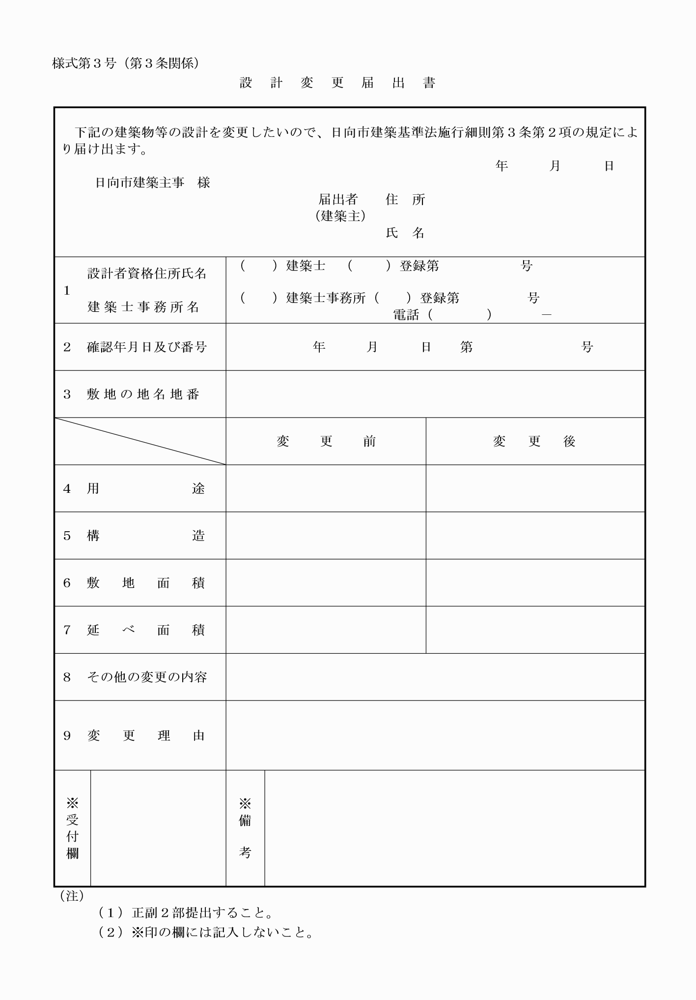 様式第３号（第３条関係）
設　計　変　更　届　出　書
下記の建築物等の設計を変更したいので、日向市建築基準法施行細則第３条第２項の規定によ
り届け出ます。
年　　　月　　　日
日向市建築主事　様
届出者　　住　所
（建築主）
氏　名
1
設計者資格住所氏名
建築士事務所名
（　　）建築士　（　　）登録第　　　　　　号
（　　）建築士事務所（　　）登録第　　　　　号
電話（　　　　）　　　－
2　確認年月日及び番号
年　　　月　　　日　　第　　　　　　　　号
3　敷地の地名地番
変　更　前
変　更　後
4　用途
5　構造
6　敷地面積
7　延べ面積
8　その他の変更の内容
9　変更理由
※受付欄
※備考
（注）
（１）正副２部提出すること。
（２）※印の欄には記入しないこと。